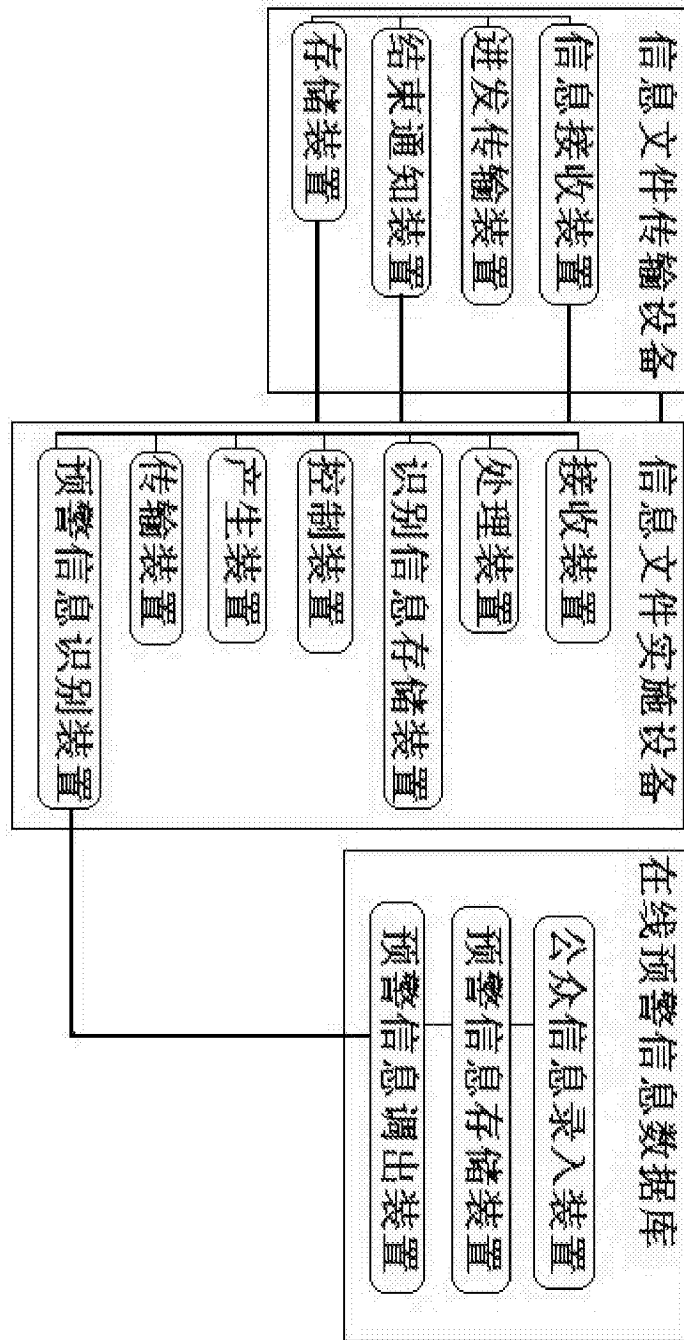 信息文件传输设备
信息接收装置
进发传输装置
结束通知装置
存储装置
信息文件实施设备
接收装置
处理装置
识别信息存储装置
控制装置
产生装置
传输装置
预警信息识别装置
在线预警信息数据库
公众信息录入装置
预警信息存储装置
预警信息调出装置